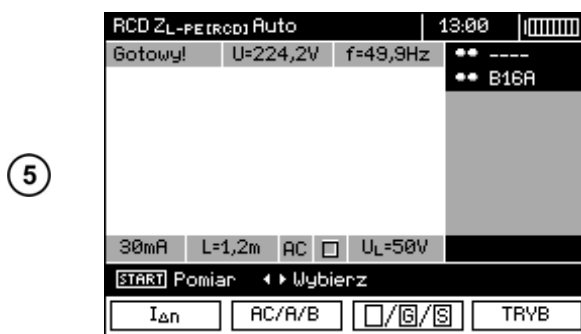 RCD ZL-PE[RCD] Auto 13:00
Gotowy! U=224,2V f=49,9Hz ----
B16A
5
30mA L=1,2m AC UL=50V
START Pomiar Wybierz
IΔn AC/A/B □/G/S TRYB